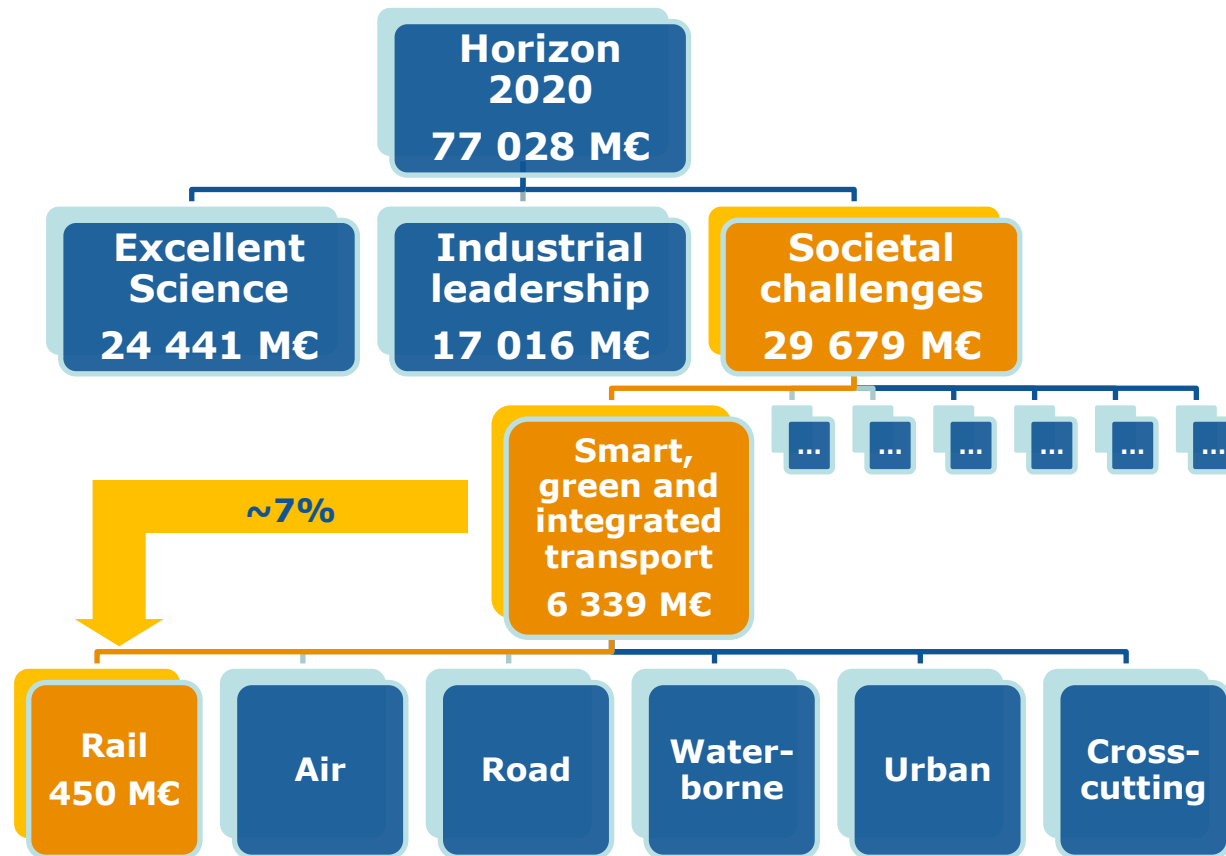 Horizon
2020
77 028 M€
Excellent
Science
24 441 M€
Industrial
leadership
17 016 M€
Societal
challenges
29 679 M€
...
...
...
...
...
...
Smart,
green and
integrated
transport
6 339 M€
~7%
Rail
450 M€
Air
Road
Water-
borne
Urban
Cross-
cutting